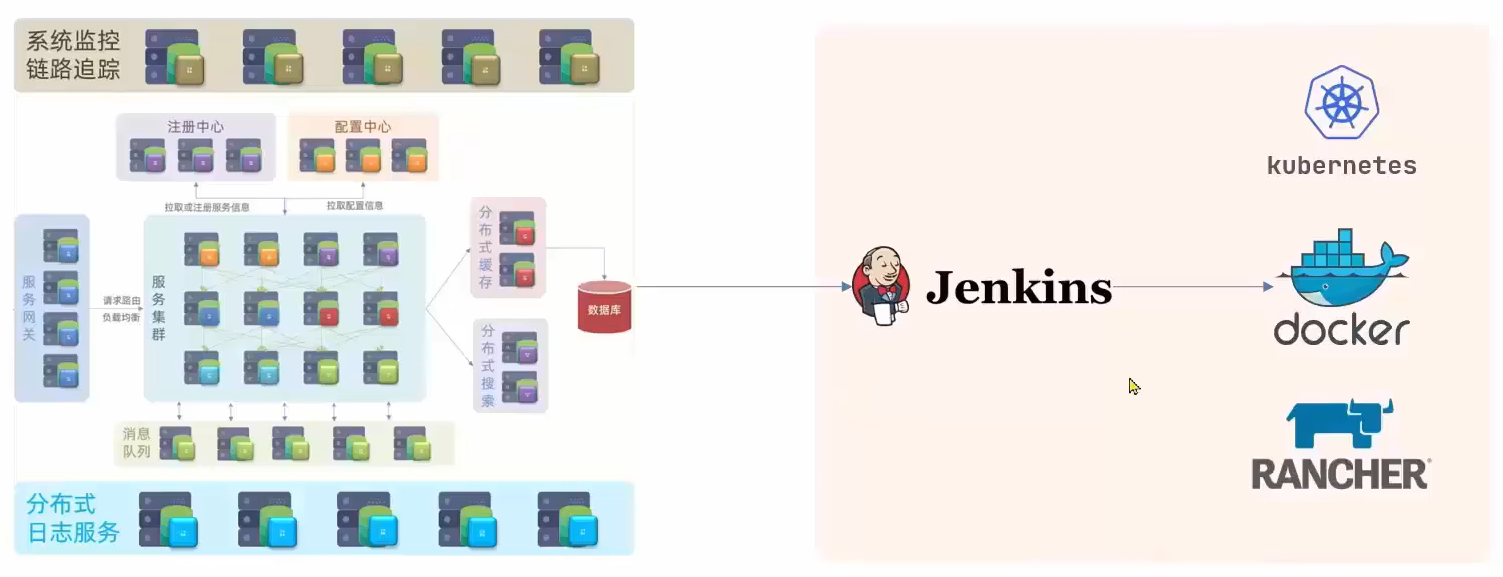 系统监控
链路追踪
注册中心
配置中心
拉取或注册服务信息
拉取配置信息
服务网关
请求路由
负载均衡
服务集群
分布式缓存
数据库
分布式搜索
消息
队列
分布式
日志服务
Jenkins
kubernetes
docker
RANCHER®